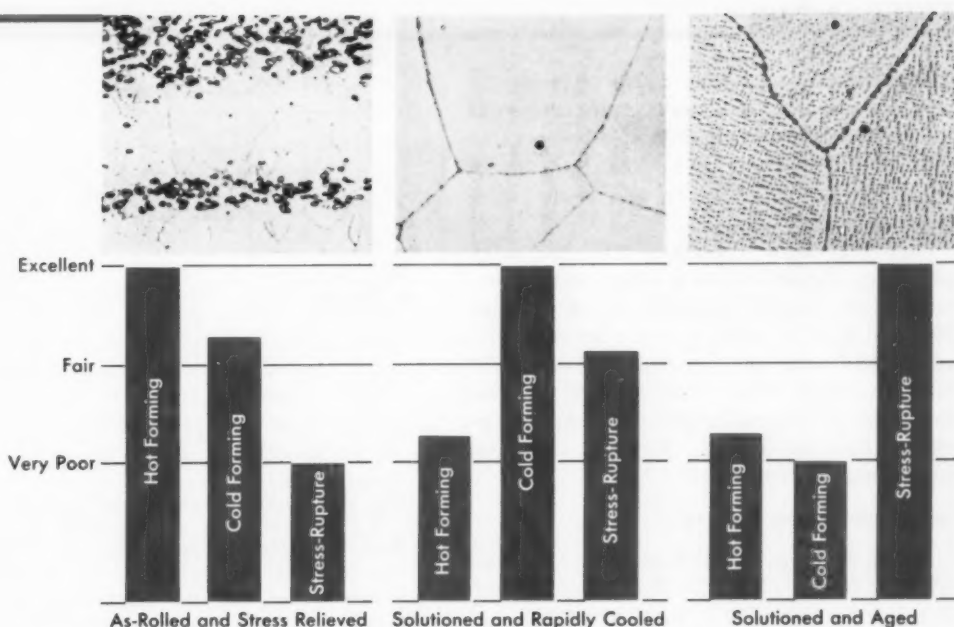 Excellent
Fair
Very Poor
Hot Forming
Cold Forming
Stress-Rupture
Hot Forming
Cold Forming
Stress-Rupture
Hot Forming
Cold Forming
Stress-Rupture
As-Rolled and Stress Relieved
Solutioned and Rapidly Cooled
Solutioned and Aged